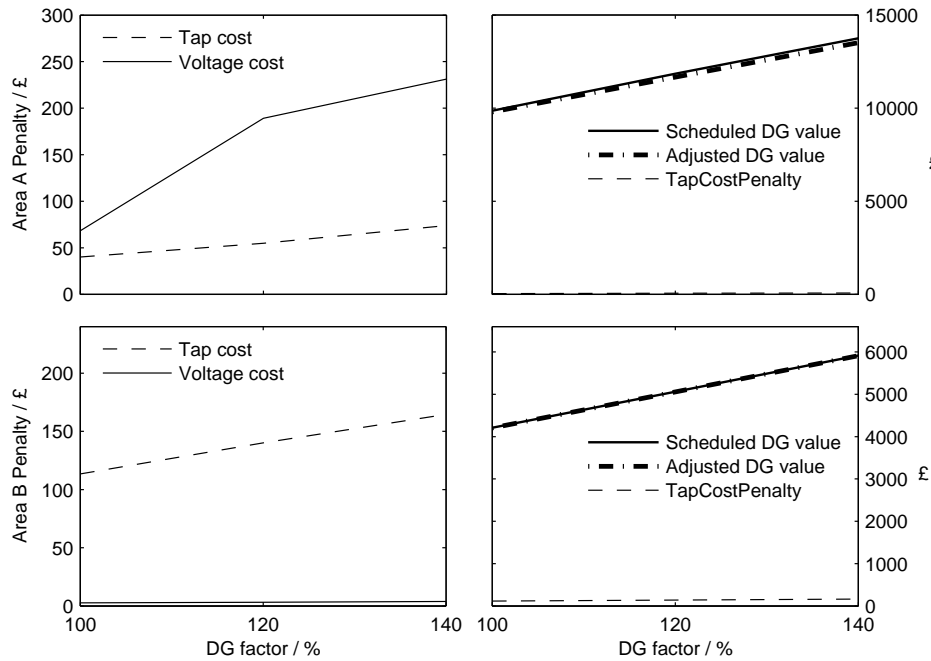 300
250
200
150
100
50
0
Area A Penalty / £
Tap cost
Voltage cost
15000
10000
5000
0
Scheduled DG value
Adjusted DG value
TapCostPenalty
200
150
100
50
0
Area B Penalty / £
Tap cost
Voltage cost
100 120 140
DG factor / %
6000
5000
4000
3000
2000
1000
0
£
Scheduled DG value
Adjusted DG value
TapCostPenalty
100 120 140
DG factor / %